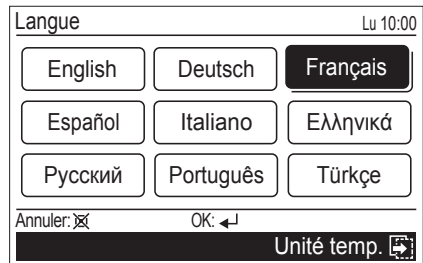 Langue Lu 10:00
English Deutsch Français
Español Italiano Ελληνικά
Русский Português Türkçe
Annuler: OK:
Unité temp.